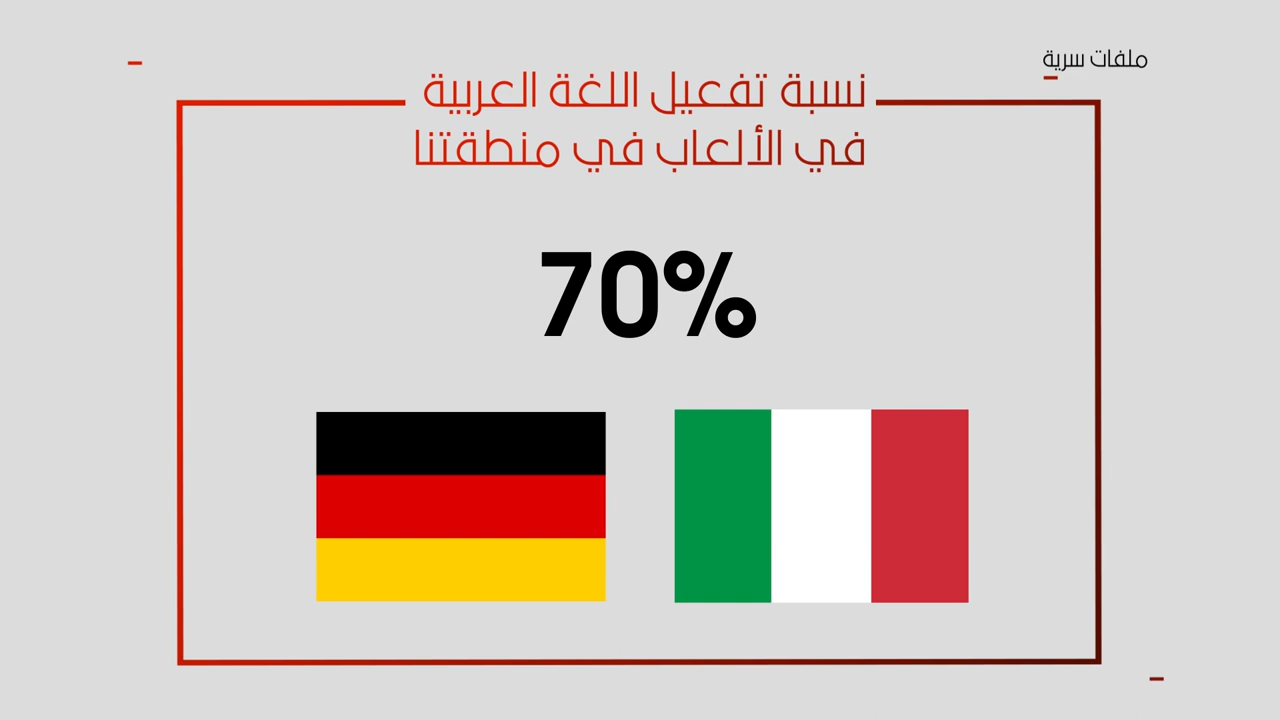 ملفات سرية
نسبة تفعيل اللغة العربية
في الألعاب في منطقتنا
70%